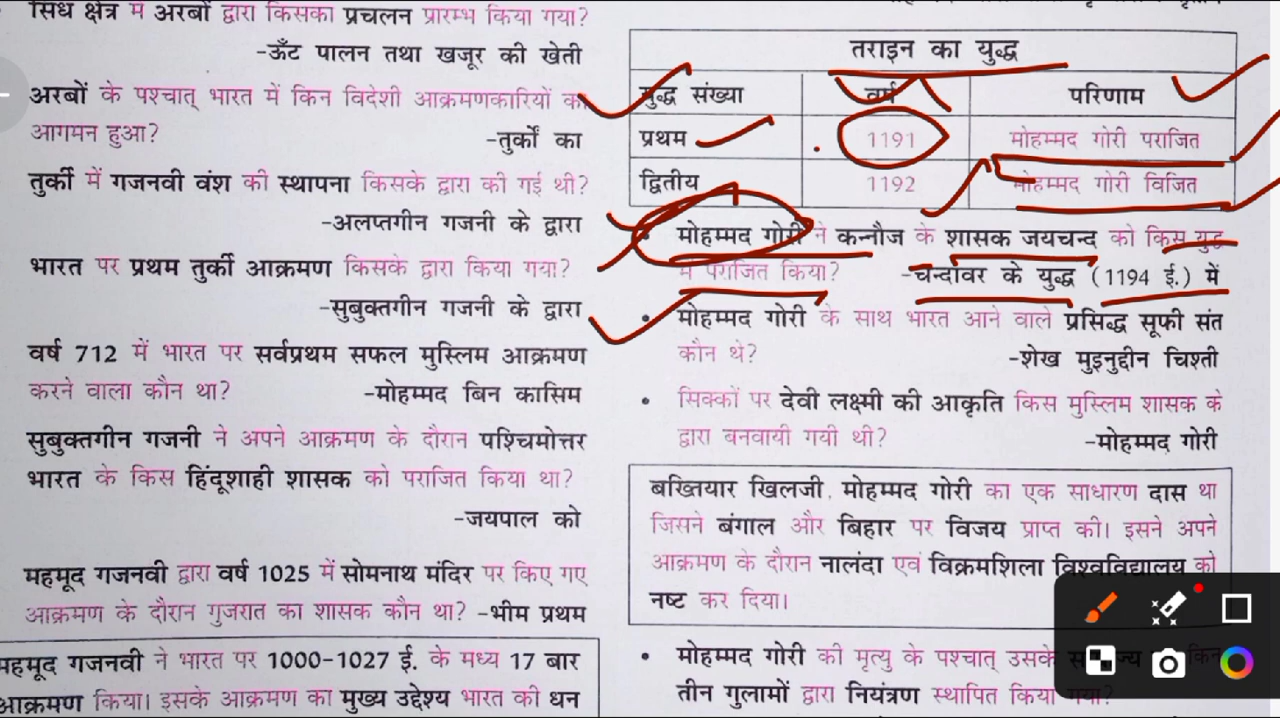 सिंध क्षेत्र में अरबों द्वारा किसका प्रचलन प्रारम्भ किया गया?
-ऊँट पालन तथा खजूर की खेती
अरबों के पश्चात् भारत में किन विदेशी आक्रमणकारियों का
आगमन हुआ?
-तुर्कों का
तुर्की में गजनवी वंश की स्थापना किसके द्वारा की गई थी?
-अलप्तगीन गजनी के द्वारा
भारत पर प्रथम तुर्की आक्रमण किसके द्वारा किया गया?
-सुबुक्तगीन गजनी के द्वारा
वर्ष 712 में भारत पर सर्वप्रथम सफल मुस्लिम आक्रमण
करने वाला कौन था? -मोहम्मद बिन कासिम
सुबुक्तगीन गजनी ने अपने आक्रमण के दौरान पश्चिमोत्तर
भारत के किस हिंदूशाही शासक को पराजित किया था?
-जयपाल को
महमूद गजनवी द्वारा वर्ष 1025 में सोमनाथ मंदिर पर किए गए
आक्रमण के दौरान गुजरात का शासक कौन था? -भीम प्रथम
महमूद गजनवी ने भारत पर 1000-1027 ई. के मध्य 17 बार
आक्रमण किया। इसके आक्रमण का मुख्य उद्देश्य भारत की धन
तराइन का युद्ध
युद्ध संख्या वर्ष परिणाम
प्रथम 1191 मोहम्मद गोरी पराजित
द्वितीय 1192 मोहम्मद गोरी विजित
• मोहम्मद गोरी ने कन्नौज के शासक जयचन्द को किस युद्ध
में पराजित किया? -चन्दावर के युद्ध (1194 ई.) में
• मोहम्मद गोरी के साथ भारत आने वाले प्रसिद्ध सूफी संत
कौन थे? -शेख मुइनुद्दीन चिश्ती
• सिक्कों पर देवी लक्ष्मी की आकृति किस मुस्लिम शासक के
द्वारा बनवायी गयी थी? -मोहम्मद गोरी
बख्तियार खिलजी, मोहम्मद गोरी का एक साधारण दास था
जिसने बंगाल और बिहार पर विजय प्राप्त की। इसने अपने
आक्रमण के दौरान नालंदा एवं विक्रमशिला विश्वविद्यालय को
नष्ट कर दिया।
• मोहम्मद गोरी की मृत्यु के पश्चात् उसके किन
तीन गुलामों द्वारा नियंत्रण स्थापित किया गया?